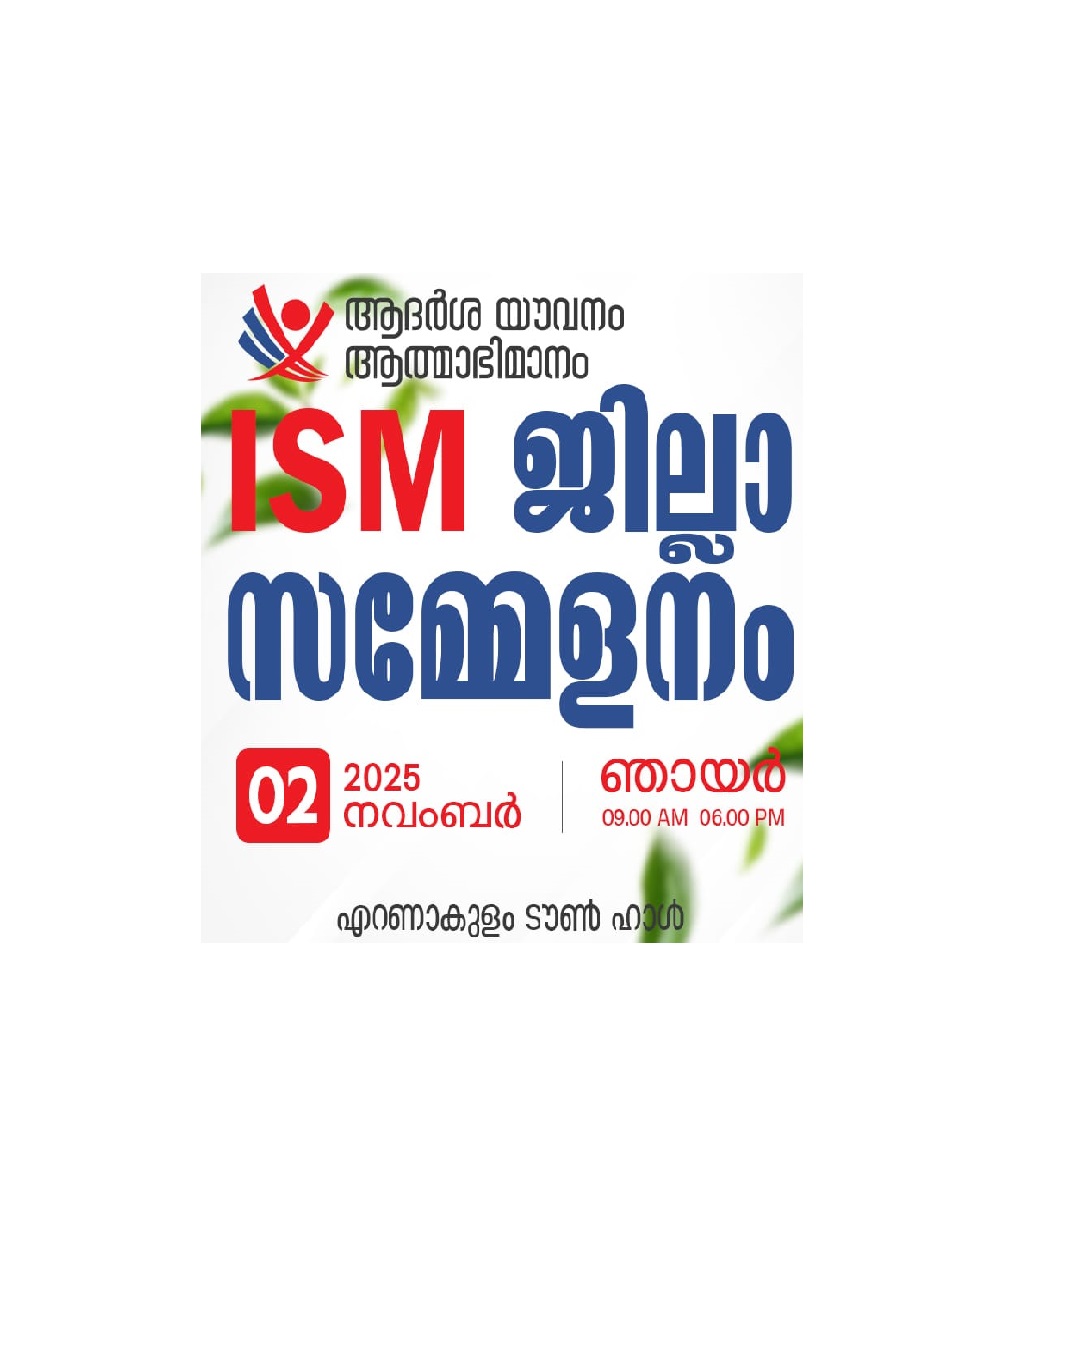 ആദർശ യൗവനം
ആത്മാഭിമാനം
ISM ജില്ലാ
സമ്മേളനം
02
2025
നവംബർ
ഞായർ
09.00 AM 06.00 PM
എറണാകുളം ടൗൺ ഹാൾ